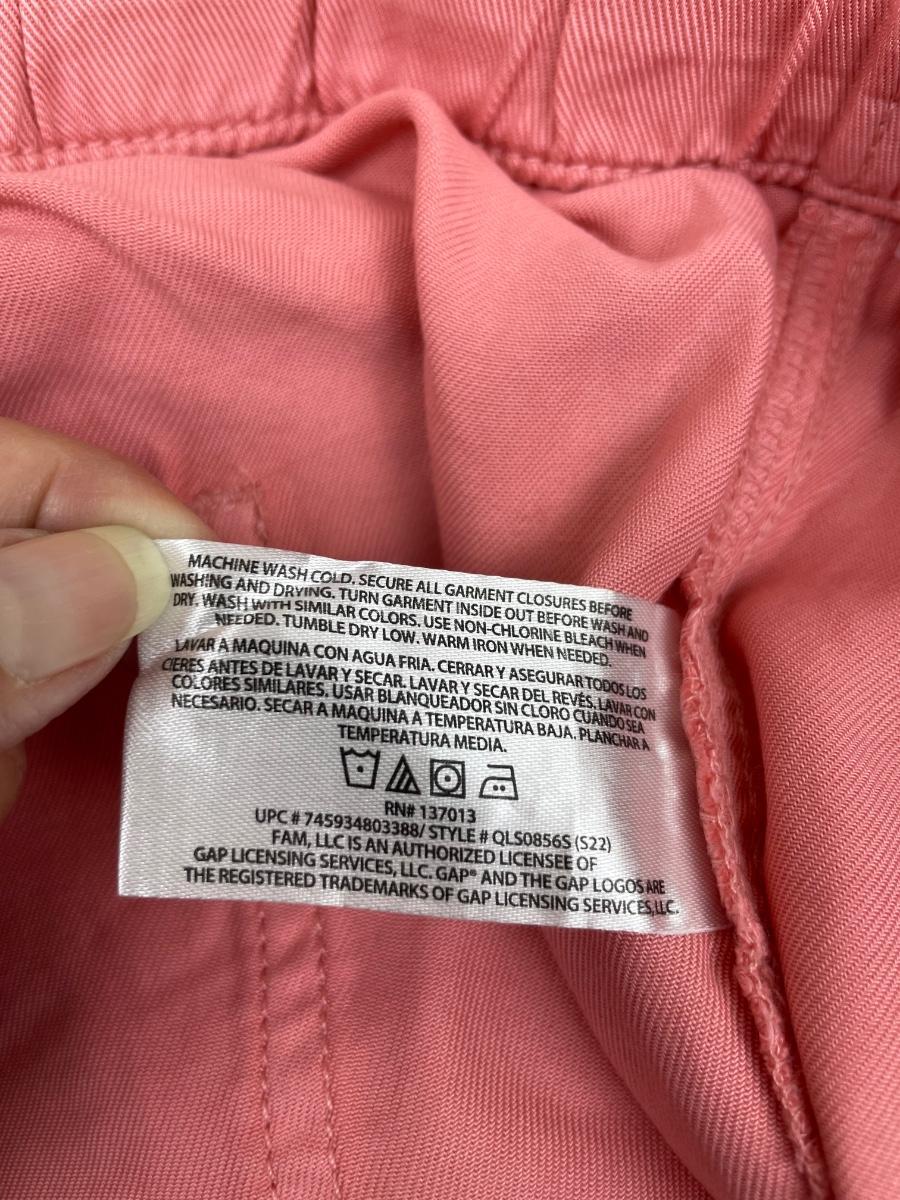 MACHINE WASH COLD. SECURE ALL GARMENT CLOSURES BEFORE
WASHING AND DRYING. TURN GARMENT INSIDE OUT BEFORE WASH AND
DRY. WASH WITH SIMILAR COLORS. USE NON-CHLORINE BLEACH WHEN
NEEDED. TUMBLE DRY LOW. WARM IRON WHEN NEEDED.
LAVAR A MAQUINA CON AGUA FRIA. CERRAR Y ASEGURAR TODOS LOS
CIERES ANTES DE LAVAR Y SECAR. LAVAR Y SECAR DEL REVÉS. LAVAR CON
COLORES SIMILARES. USAR BLANQUEADOR SIN CLORO CUANDO SEA
NECESARIO. SECAR A MAQUINA A TEMPERATURA BAJA. PLANCHAR A
TEMPERATURA MEDIA.
RN# 137013
UPC # 745934803388/ STYLE # QLS0856S (S22)
FAM, LLC IS AN AUTHORIZED LICENSEE OF
GAP LICENSING SERVICES, LLC. GAP® AND THE GAP LOGOS ARE
THE REGISTERED TRADEMARKS OF GAP LICENSING SERVICES,LLC.